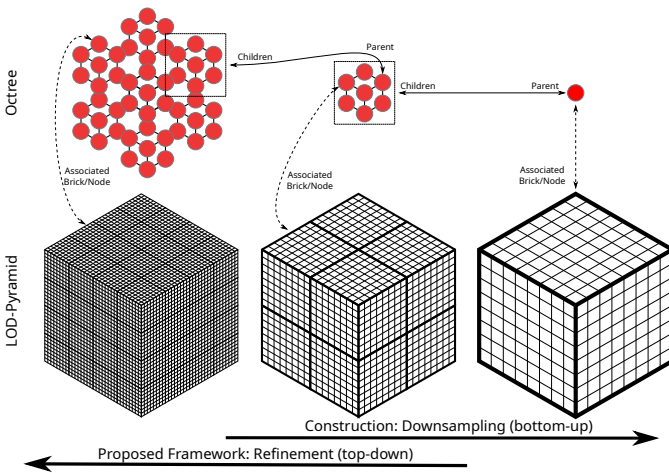 Octree
Children
Parent
Children
Parent
Associated
Brick/Node
Associated
Brick/Node
Associated
Brick/Node
LOD-Pyramid
Construction: Downsampling (bottom-up)
Proposed Framework: Refinement (top-down)